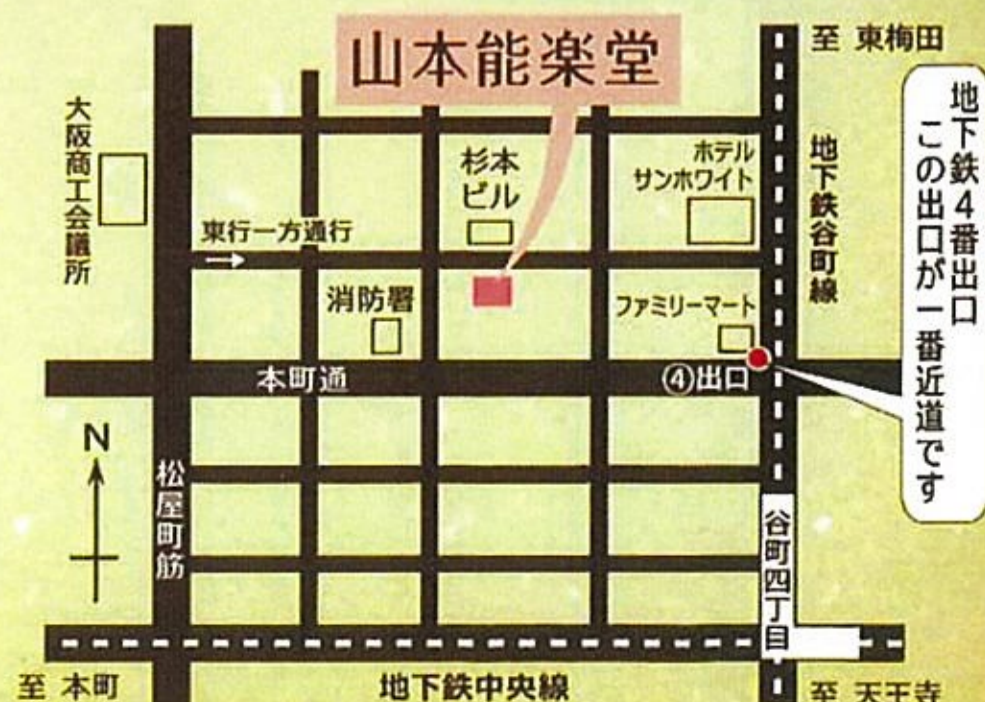 山本能楽堂
至 東梅田
大阪商工会議所
杉本
ビル
ホテル
サンホワイト
地下鉄谷町線
地下鉄4番出口
この出口が一番近道です
東行一方通行
消防署
ファミリーマート
本町通
④出口
N
松屋町筋
谷町四丁目
至 本町
地下鉄中央線
至 天王寺